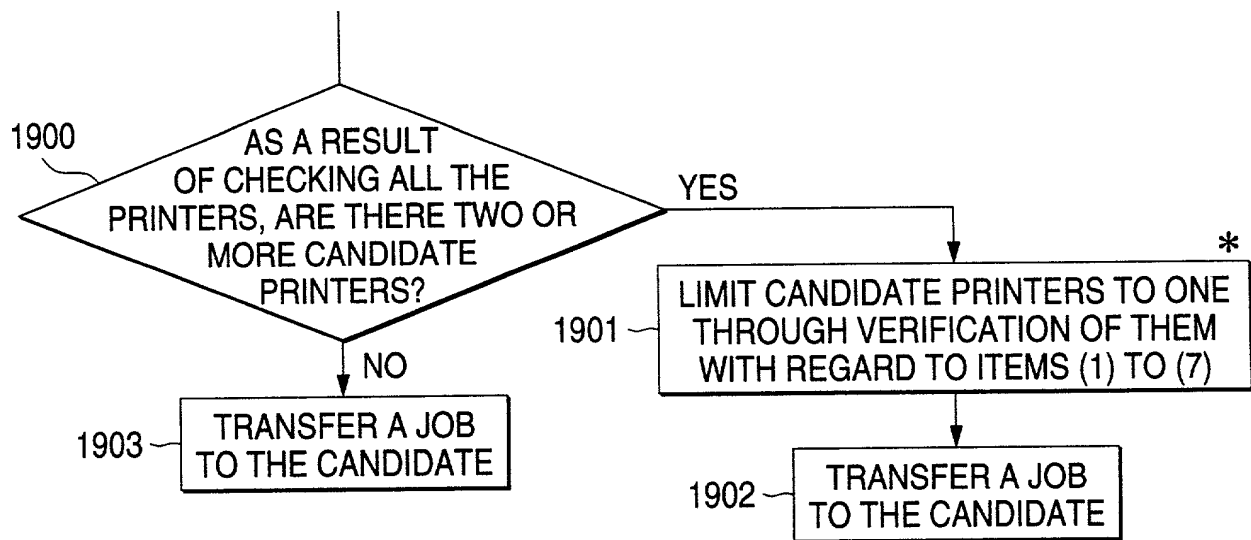 1900
AS A RESULT
OF CHECKING ALL THE
PRINTERS, ARE THERE TWO OR
MORE CANDIDATE
PRINTERS?
YES
NO
*
1901
LIMIT CANDIDATE PRINTERS TO ONE
THROUGH VERIFICATION OF THEM
WITH REGARD TO ITEMS (1) TO (7)
1903
TRANSFER A JOB
TO THE CANDIDATE
1902
TRANSFER A JOB
TO THE CANDIDATE